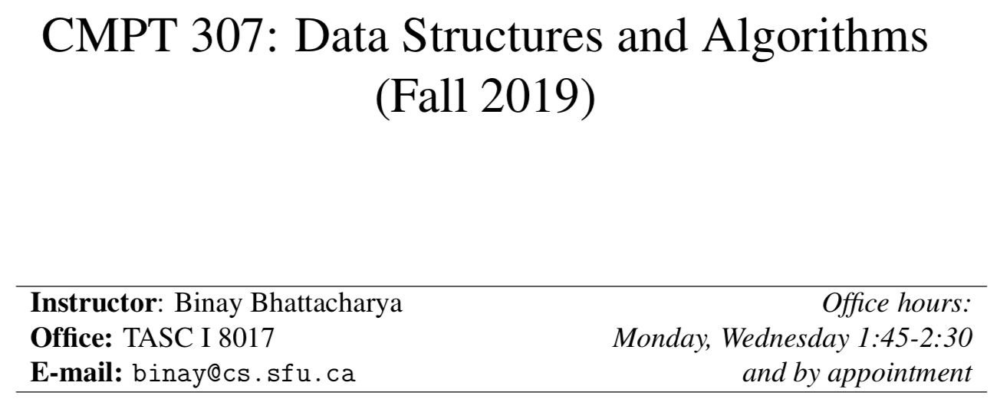 CMPT 307: Data Structures and Algorithms
(Fall 2019)
Instructor: Binay Bhattacharya
Office hours:
Office: TASC I 8017
Monday, Wednesday 1:45-2:30
E-mail: binay@cs.sfu.ca
and by appointment